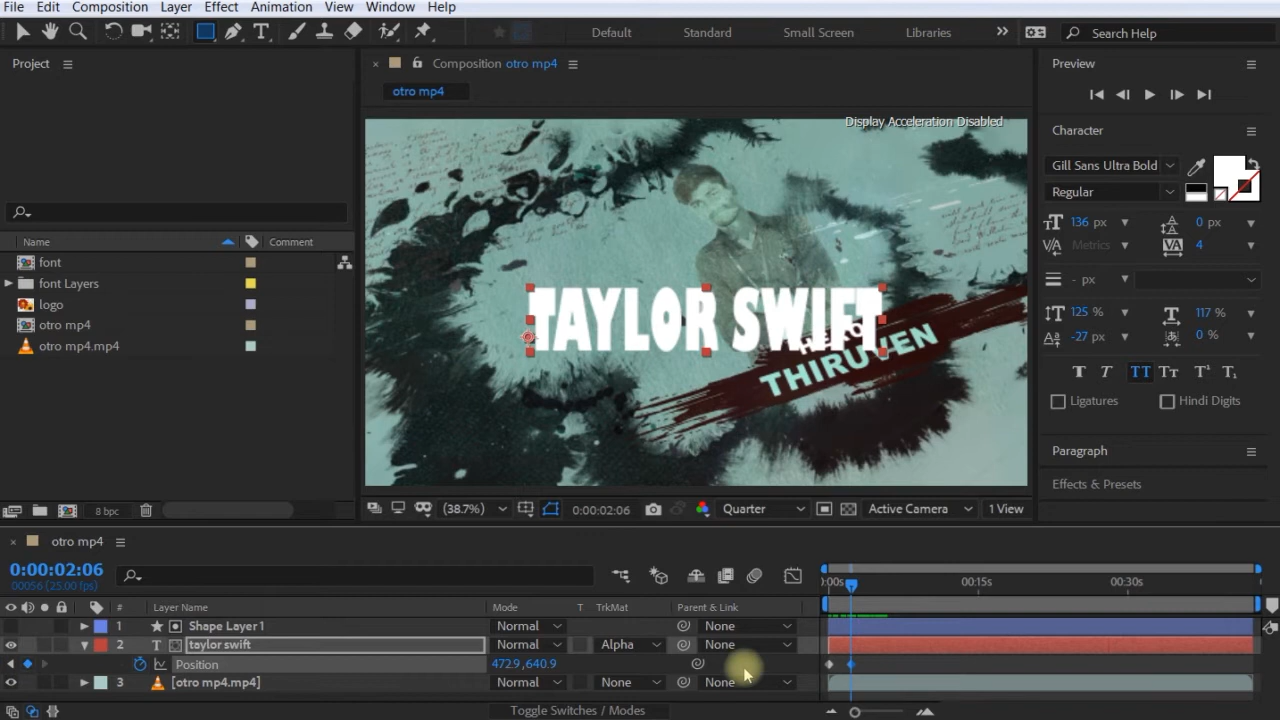 File Edit Composition Layer Effect Animation View Window Help
Default Standard Small Screen Libraries Search Help
Project
Composition otro mp4
Preview
otro mp4
Display Acceleration Disabled
Character
Gill Sans Ultra Bold
Regular
136 px 0 px
Metrics 4
- px
125 % 117 %
-27 px 0 %
Ligatures Hindi Digits
Paragraph
Effects & Presets
Name Comment
font
font Layers
logo
otro mp4
otro mp4.mp4
TAYLOR SWIFT
HERO
THIRUVEN
8 bpc
(38.7%) 0:00:02:06 Quarter Active Camera 1 View
otro mp4
0:00:02:06
00056 (25.00 fps)
:00s 00:15s 00:30s
# Layer Name Mode T TrkMat Parent & Link
1 Shape Layer 1 Normal None
2 taylor swift Normal Alpha None
Position 472.9,640.9
3 [otro mp4.mp4] Normal None None
Toggle Switches / Modes